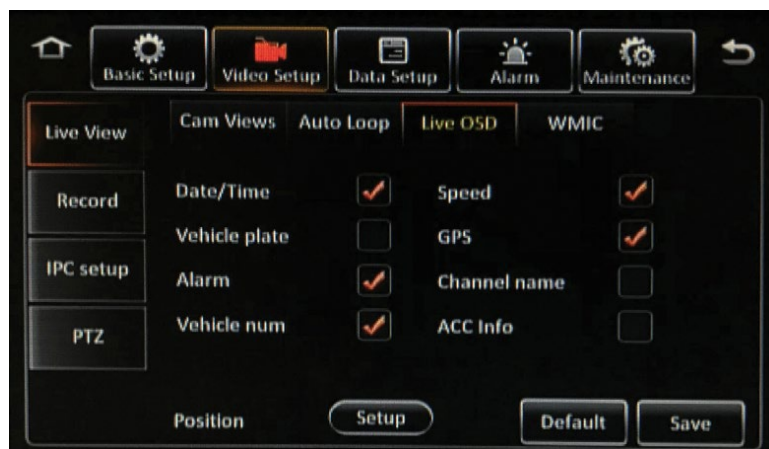 Basic Setup Video Setup Data Setup Alarm Maintenance
Live View
Record
IPC setup
PTZ
Cam Views Auto Loop Live OSD WMIC
Date/Time Speed
Vehicle plate GPS
Alarm Channel name
Vehicle num ACC Info
Position Setup Default Save